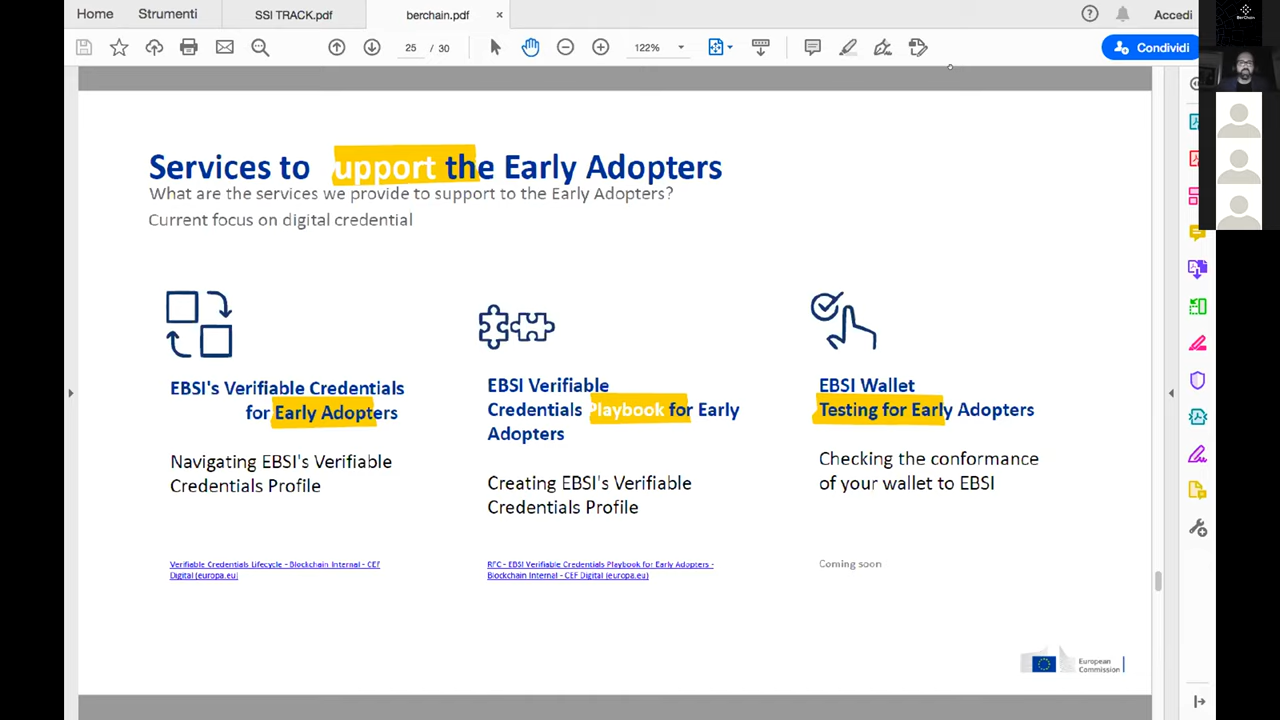 Home Strumenti SSI TRACK.pdf berchain.pdf × Accedi
25 / 30 122% Condividi
Services to upport the Early Adopters
What are the services we provide to support to the Early Adopters?
Current focus on digital credential
EBSI's Verifiable Credentials
for Early Adopters
Navigating EBSI's Verifiable
Credentials Profile
Verifiable Credentials Lifecycle - Blockchain Internal - CEF
Digital (europa.eu)
EBSI Verifiable
Credentials Playbook for Early
Adopters
Creating EBSI's Verifiable
Credentials Profile
RFC - EBSI Verifiable Credentials Playbook for Early Adopters -
Blockchain Internal - CEF Digital (europa.eu)
EBSI Wallet
Testing for Early Adopters
Checking the conformance
of your wallet to EBSI
Coming soon
European
Commission
BerChain